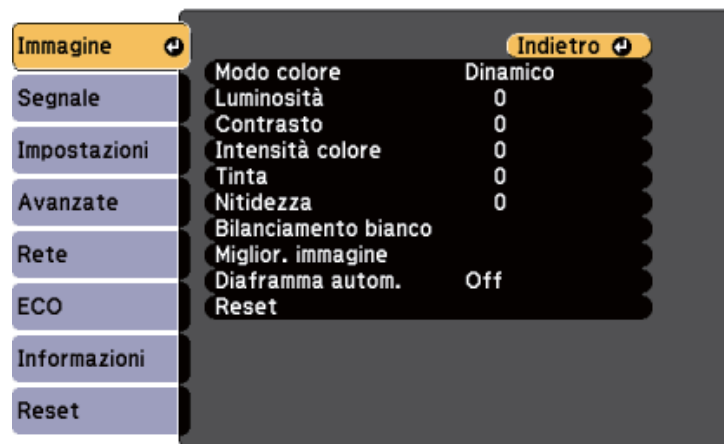 Immagine
Segnale
Impostazioni
Avanzate
Rete
ECO
Informazioni
Reset
Indietro
Modo colore Dinamico
Luminosità 0
Contrasto 0
Intensità colore 0
Tinta 0
Nitidezza 0
Bilanciamento bianco
Miglior. immagine
Diaframma autom. Off
Reset